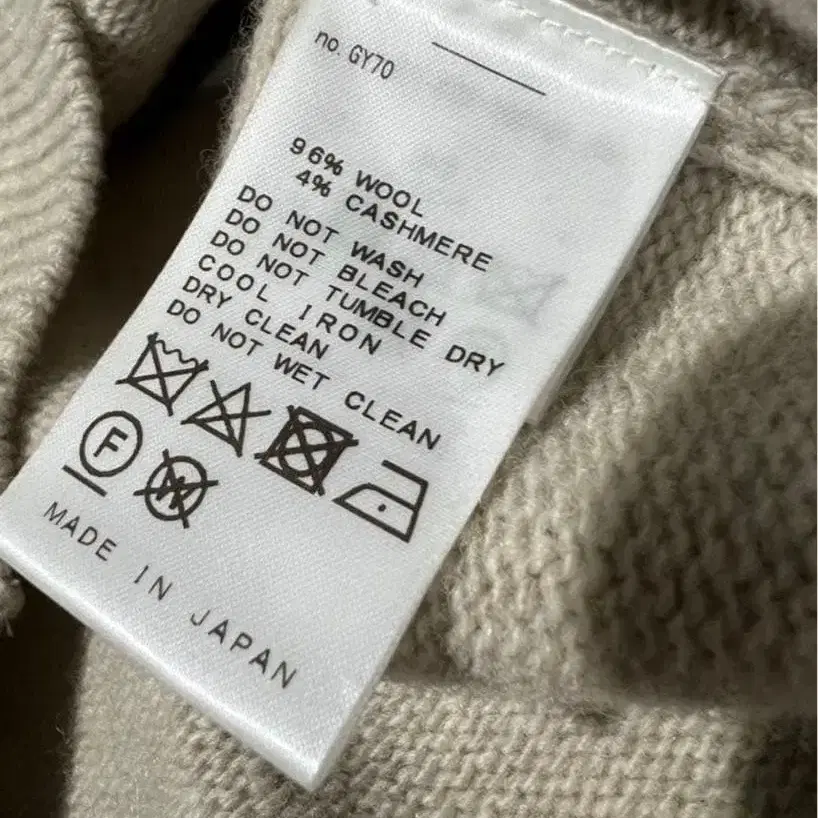 no. GY70
96% WOOL
4% CASHMERE
DO NOT WASH
DO NOT BLEACH
DO NOT TUMBLE DRY
COOL IRON
DRY CLEAN
DO NOT WET CLEAN
F
W
MADE IN JAPAN